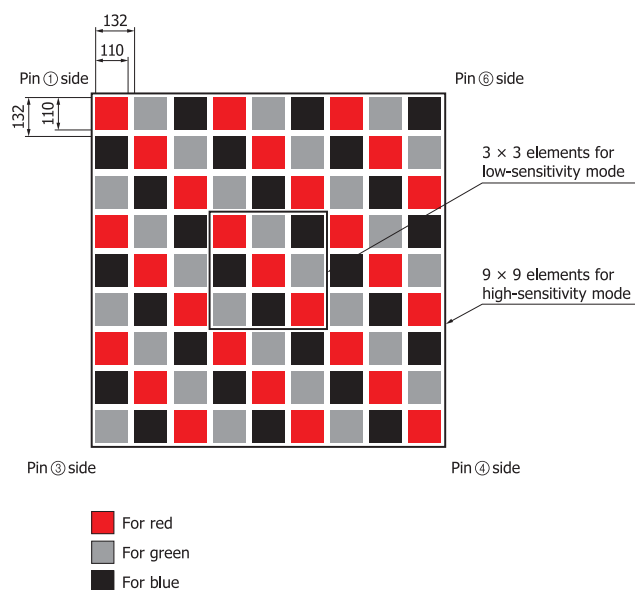 132
110
Pin ① side
Pin ⑥ side
132
110
3 × 3 elements for
low-sensitivity mode
9 × 9 elements for
high-sensitivity mode
Pin ③ side
Pin ④ side
For red
For green
For blue